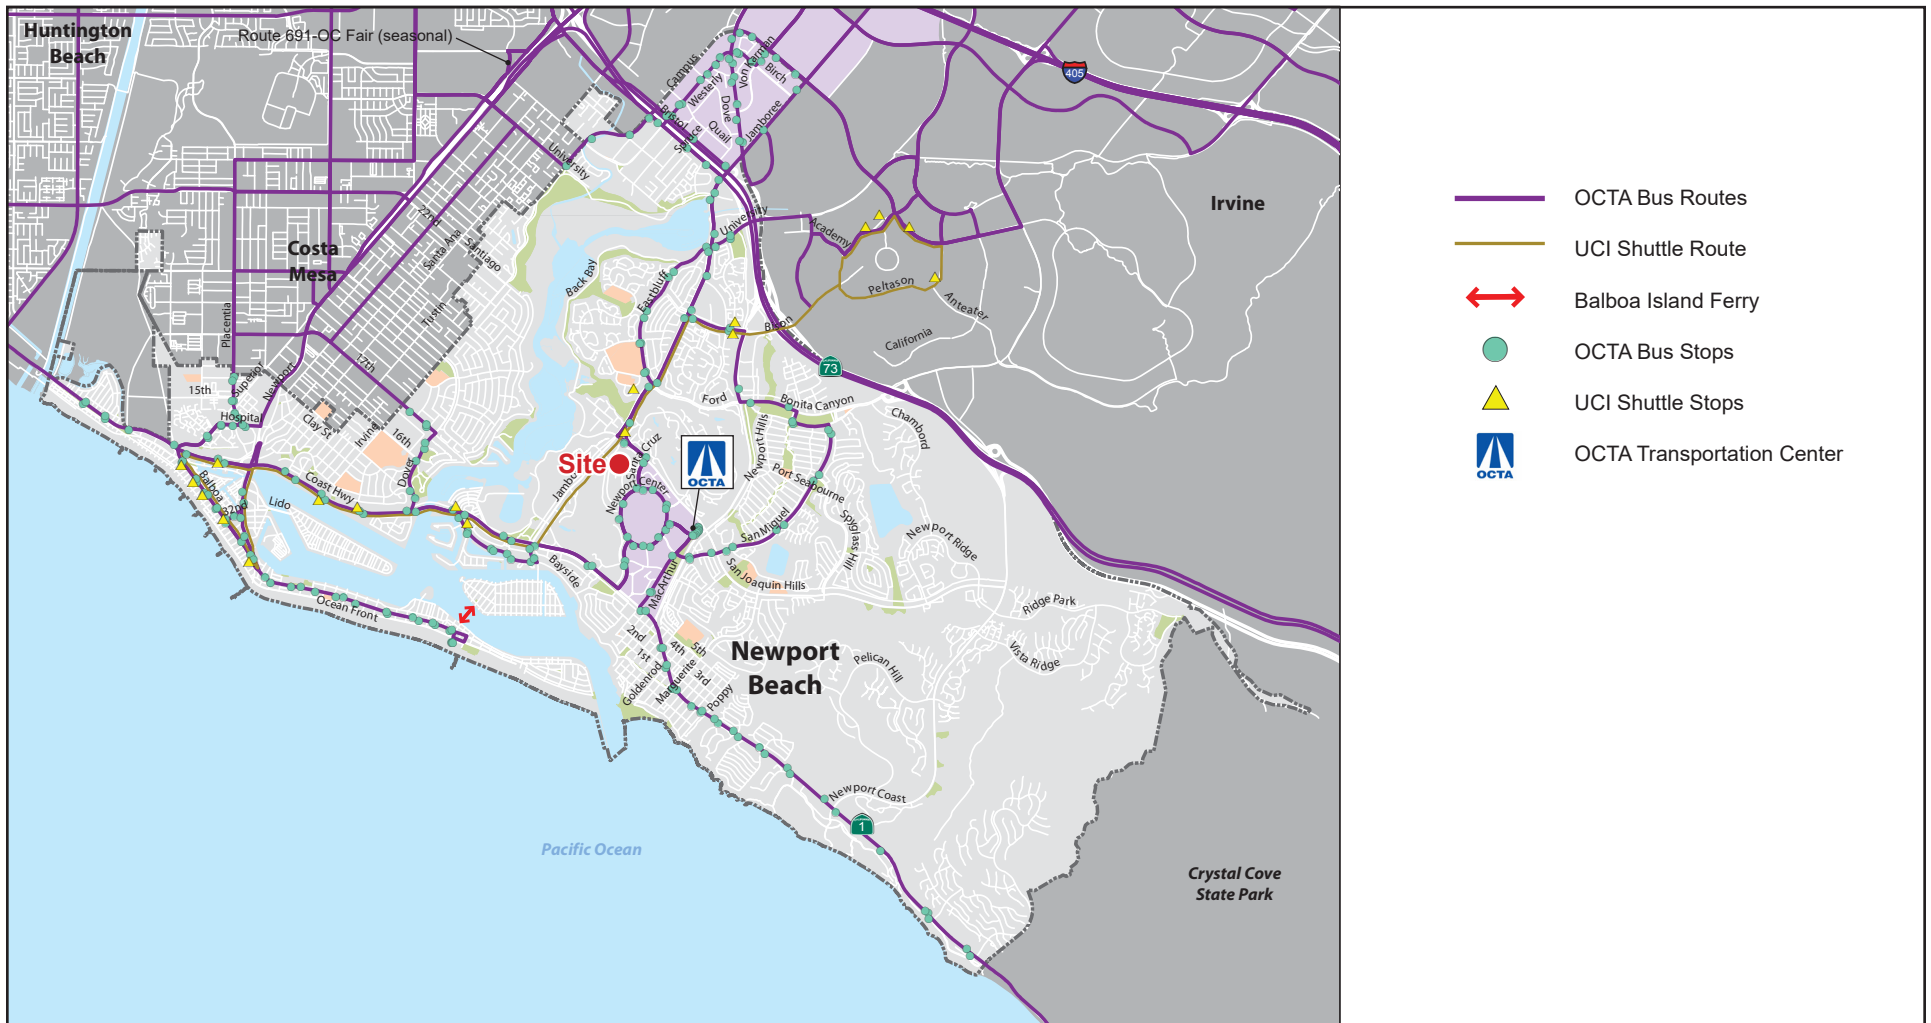 Huntington
Beach
Route 691-OC Fair (seasonal)
Campus
Westerly
Von Karman
Birch
Dove
Bristol
Quail
Spruce
Jamboree
405
University
Irvine
22nd
Santa Ana
Santiago
Costa
Mesa
University
Academy
Back Bay
Eastbluff
Peltason
Anteater
Bison
California
Placentia
Tustin
17th
73
Superior
Newport
15th
Hospital
Clay St
Irvine
16th
Dover
Ford
Bonita Canyon
Chambord
Newport Hills
Site
Santa Cruz
OCTA
Port Seabourne
Jambo
Newport Center
Balboa
32nd
Lido
Coast Hwy
San Miguel
Spyglass Hill
Newport Ridge
Bayside
MacArthur
San Joaquin Hills
Ocean Front
Ridge Park
Vista Ridge
2nd
1st
4th
5th
3rd
Goldenrod
Marguerite
Poppy
Newport
Beach
Pelican Hill
Newport Coast
1
Pacific Ocean
Crystal Cove
State Park
OCTA Bus Routes
UCI Shuttle Route
Balboa Island Ferry
OCTA Bus Stops
UCI Shuttle Stops
OCTA
OCTA Transportation Center